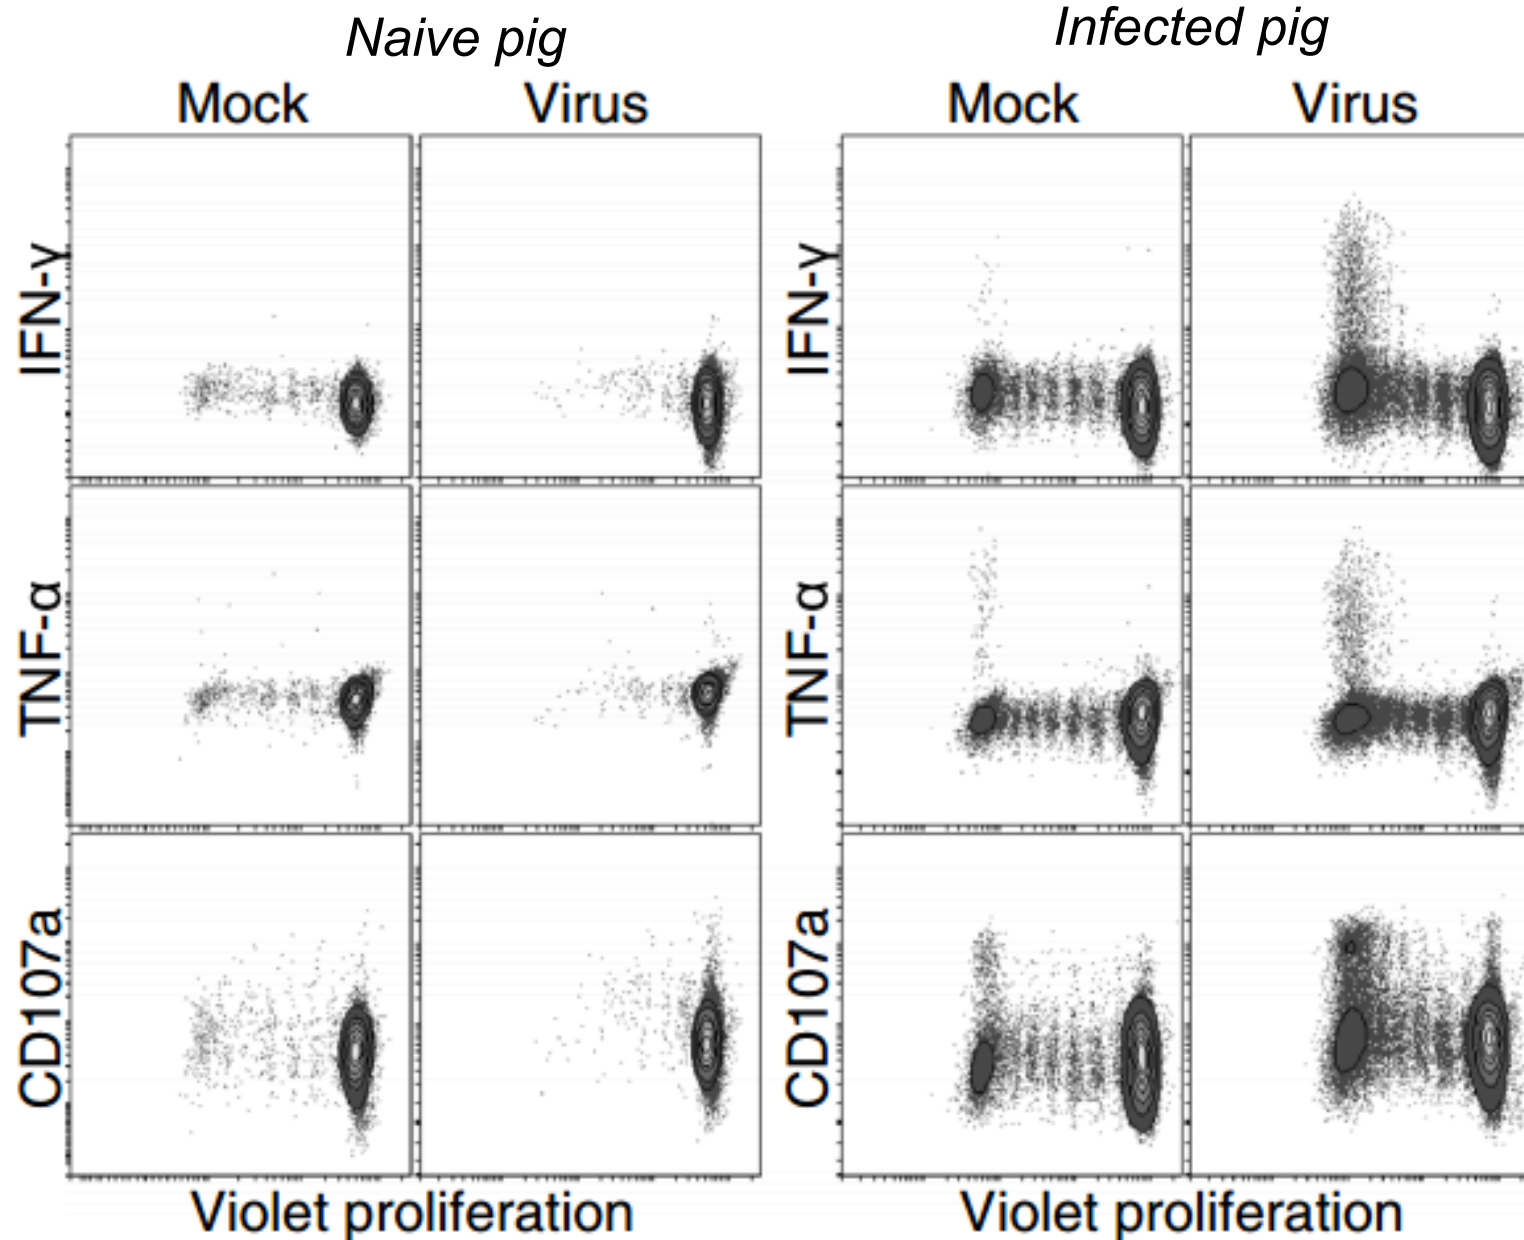 Naive pig
Infected pig
Mock
Virus
Mock
Virus
IFN-γ
IFN-γ
TNF-α
TNF-α
CD107a
CD107a
Violet proliferation
Violet proliferation